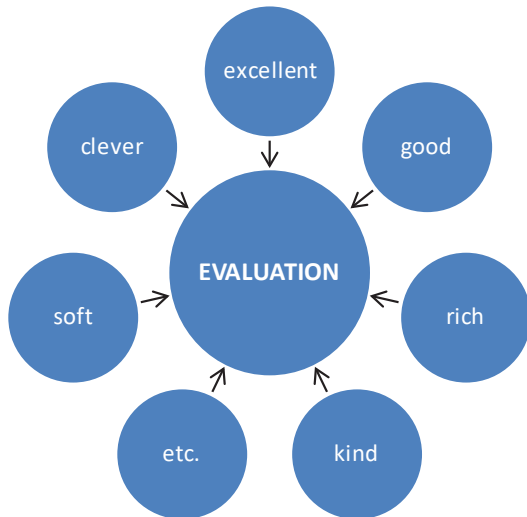 excellent
clever
good
EVALUATION
soft
rich
etc.
kind